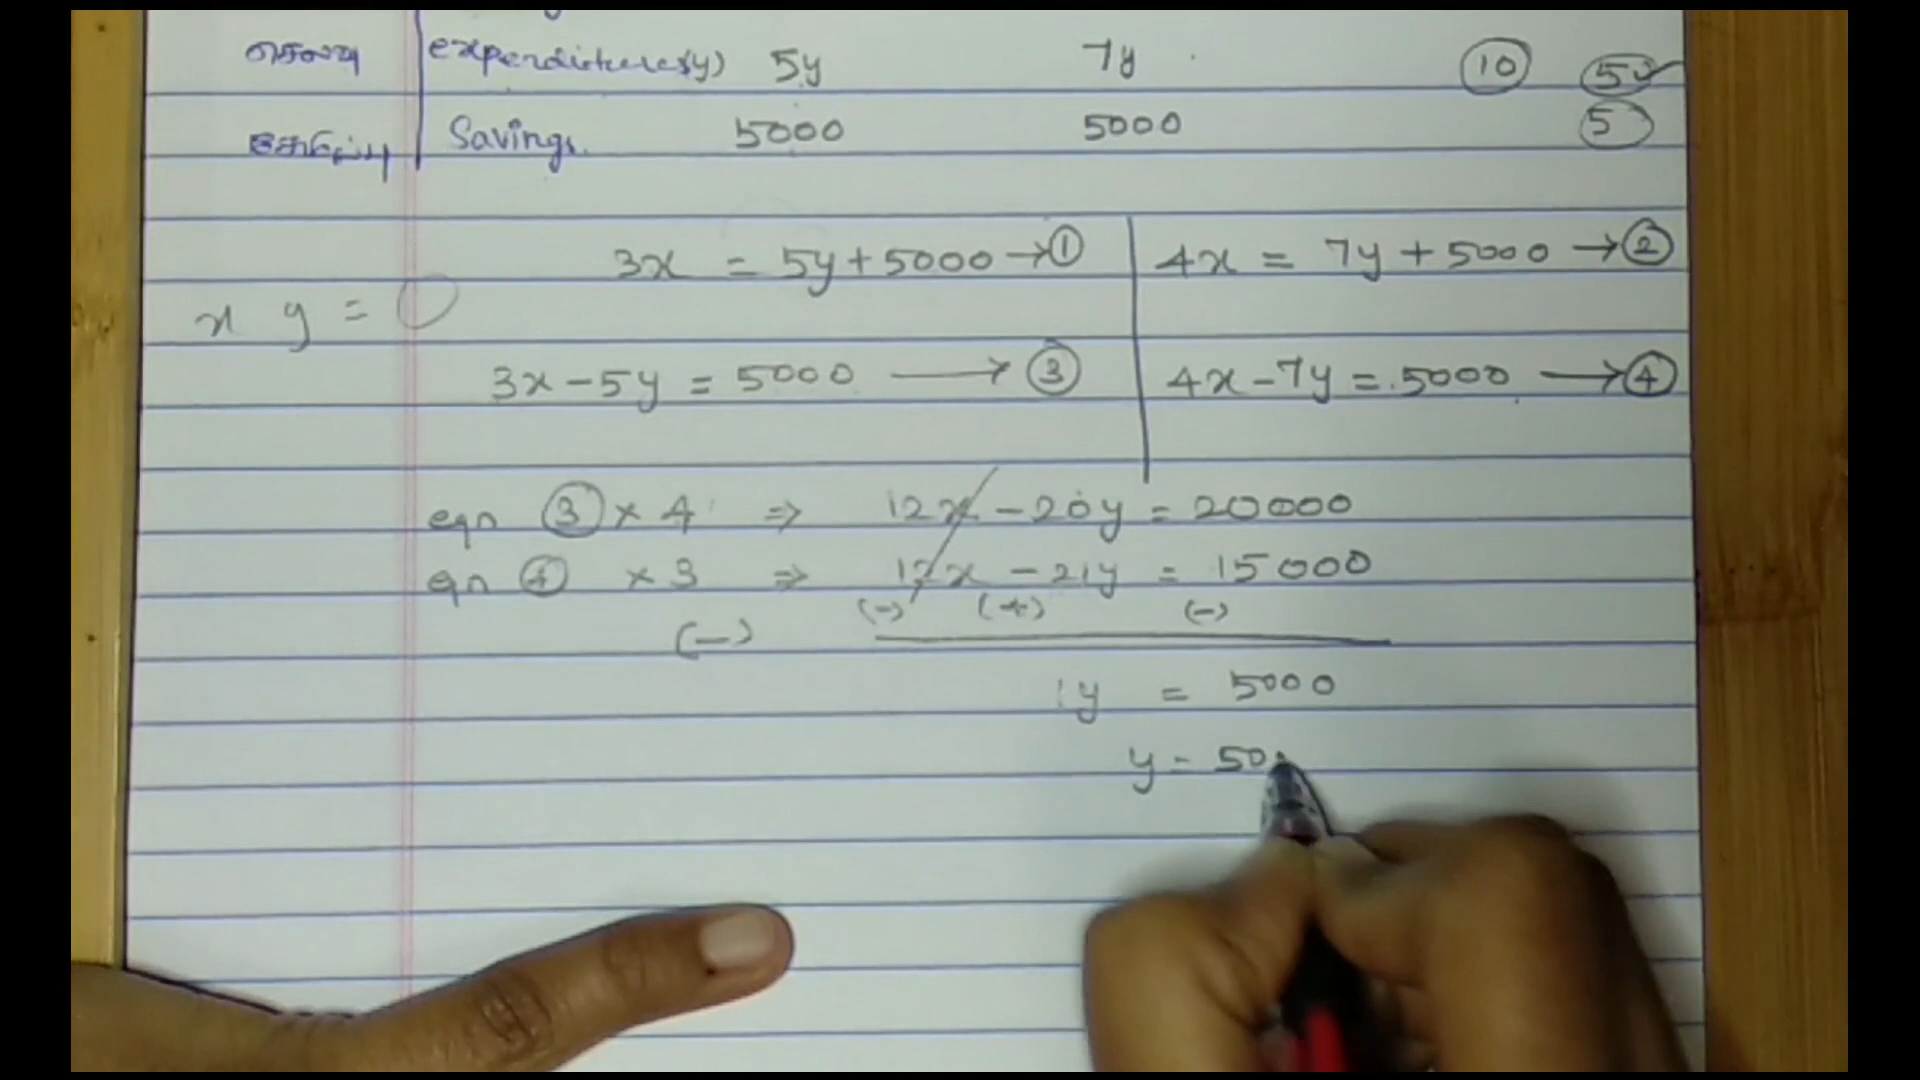 செலவு expenditures(y) 5y 7y 10 5
சேமிப்பு Savings. 5000 5000 5
3x = 5y + 5000 → ① 4x = 7y + 5000 → ②
x y =
3x - 5y = 5000 → ③ 4x - 7y = 5000 → ④
eqn ③ × 4 ⇒ 12x - 20y = 20000
eqn ④ × 3 ⇒ 12x - 21y = 15000
(-) (+) (-)
(-)
1y = 5000
y = 50